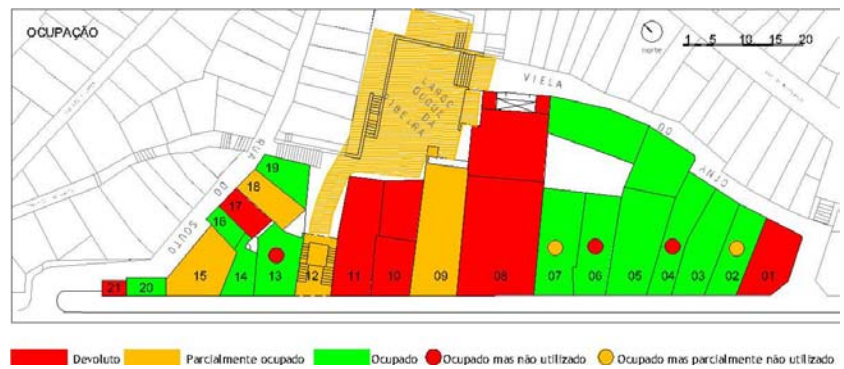 OCUPAÇÃO
norte
1 5 10 15 20
VIELA
DO
LARGO
DUQUE DA
RIBEIRA
RUA
DO
SOUTO
19
18
17
16
15
14
13
12
11
10
09
08
07
06
05
04
03
02
01
21
20
Devoluto
Parcialmente ocupado
Ocupado
Ocupado mas não utilizado
Ocupado mas parcialmente não utilizado